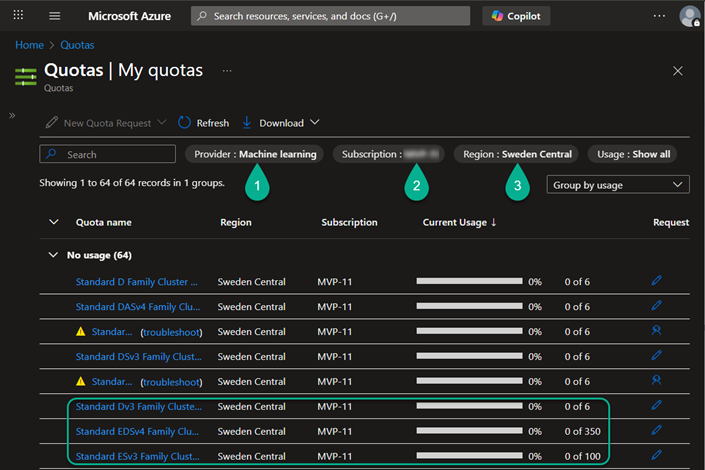 Microsoft Azure
Search resources, services, and docs (G+/)
Copilot
...
Home > Quotas
Quotas | My quotas
...
Quotas
New Quota Request
Refresh
Download
Search
Provider : Machine learning
Subscription :
Region : Sweden Central
Usage : Show all
1
2
3
Showing 1 to 64 of 64 records in 1 groups.
Group by usage
Quota name Region Subscription Current Usage ↓ Request
No usage (64)
Standard D Family Cluster ... Sweden Central MVP-11 0% 0 of 6
Standard DASv4 Family Clu... Sweden Central MVP-11 0% 0 of 6
Standar... (troubleshoot) Sweden Central MVP-11 0% 0 of 6
Standard DSv3 Family Clust... Sweden Central MVP-11 0% 0 of 6
Standar... (troubleshoot) Sweden Central MVP-11 0% 0 of 6
Standard Dv3 Family Cluste... Sweden Central MVP-11 0% 0 of 6
Standard EDSv4 Family Clu... Sweden Central MVP-11 0% 0 of 350
Standard ESv3 Family Clust... Sweden Central MVP-11 0% 0 of 100